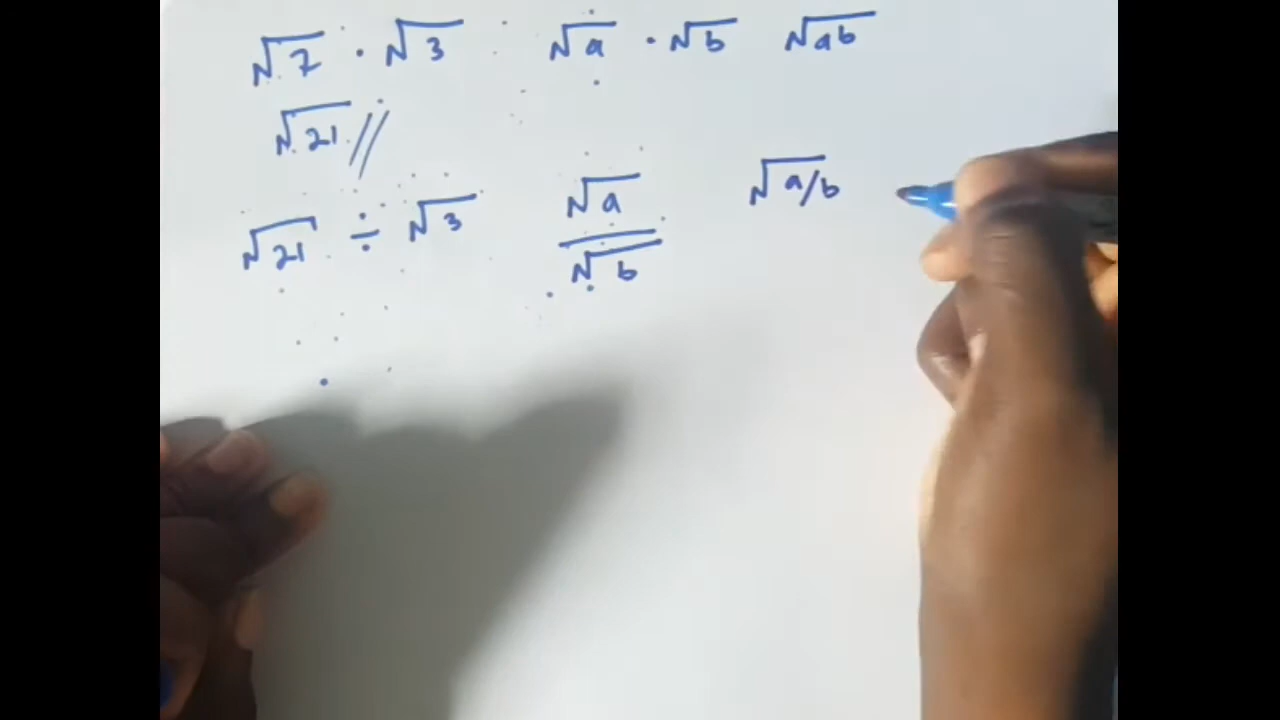 √7 · √3 √a · √b √ab
√21 //
√21 ÷ √3 √a/√b √a/b